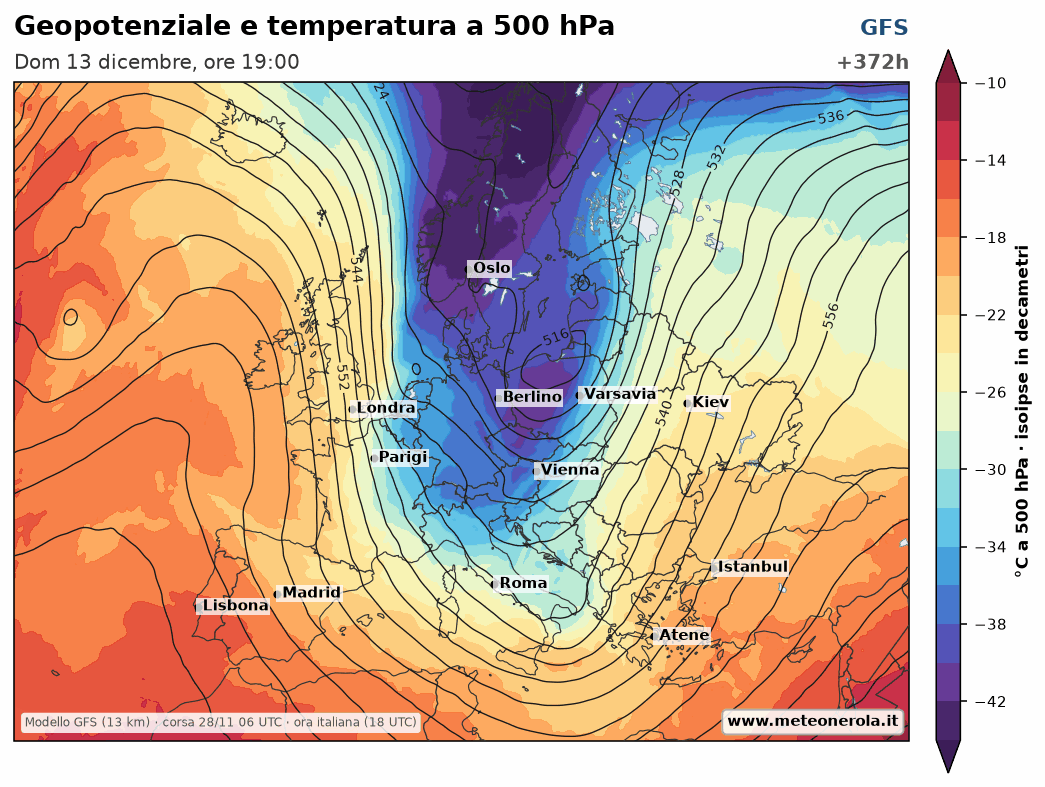 Geopotenziale e temperatura a 500 hPa
GFS
Dom 13 dicembre, ore 19:00
+372h
24
536
532
528
544
556
516
552
540
Oslo
Berlino
Varsavia
Kiev
Londra
Parigi
Vienna
Istanbul
Roma
Madrid
Lisbona
Atene
−10
−14
−18
−22
−26
−30
−34
−38
−42
°C a 500 hPa · isoipse in decametri
Modello GFS (13 km) · corsa 28/11 06 UTC · ora italiana (18 UTC)
www.meteonerola.it